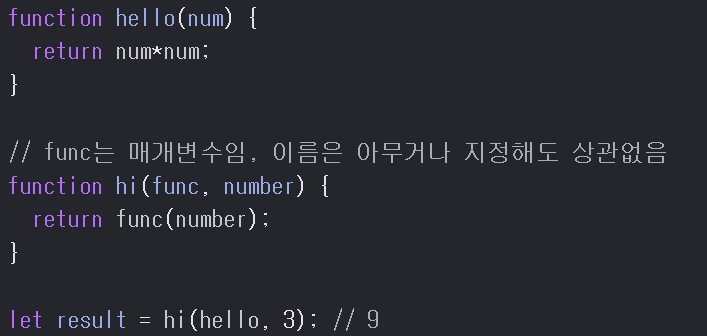 function hello(num) {
  return num*num;
}

// func는 매개변수임, 이름은 아무거나 지정해도 상관없음
function hi(func, number) {
  return func(number);
}

let result = hi(hello, 3); // 9